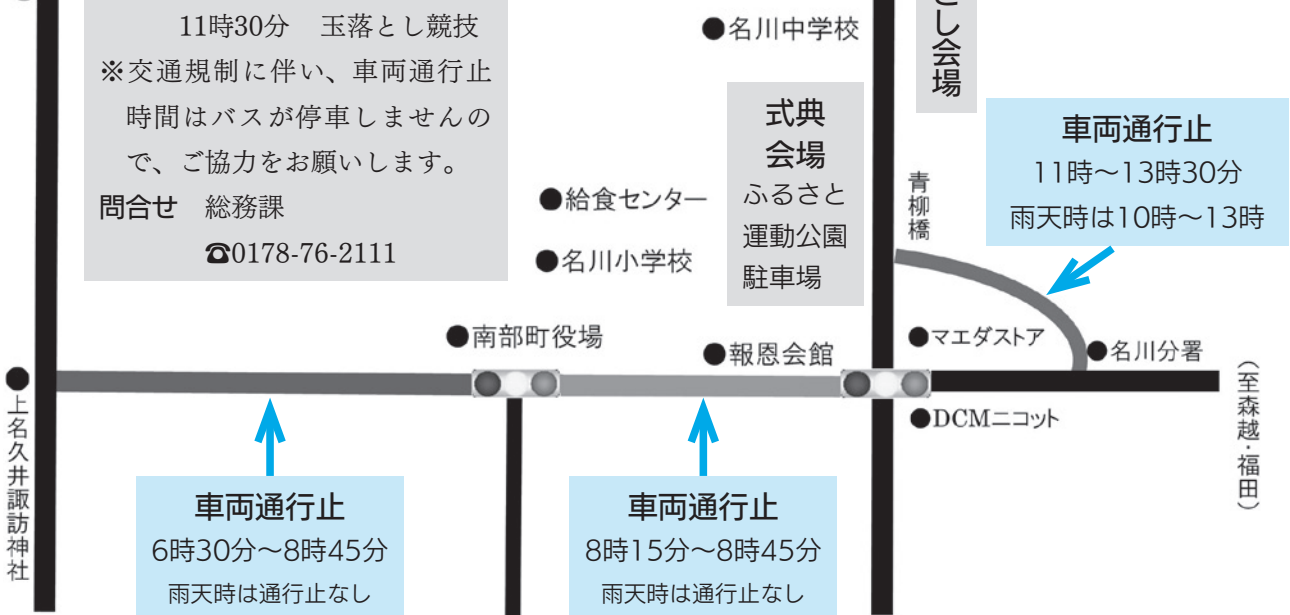 11時30分　玉落とし競技
※交通規制に伴い、車両通行止
時間はバスが停車しませんの
で、ご協力をお願いします。
問合せ　総務課
☎0178-76-2111
●名川中学校
とし会場
式典
会場
ふるさと
運動公園
駐車場
●給食センター
●名川小学校
青柳橋
車両通行止
11時～13時30分
雨天時は10時～13時
●南部町役場
●報恩会館
●マエダストア
●名川分署
●DCMニコット
（至森越・福田）
●上名久井諏訪神社
車両通行止
6時30分～8時45分
雨天時は通行止なし
車両通行止
8時15分～8時45分
雨天時は通行止なし